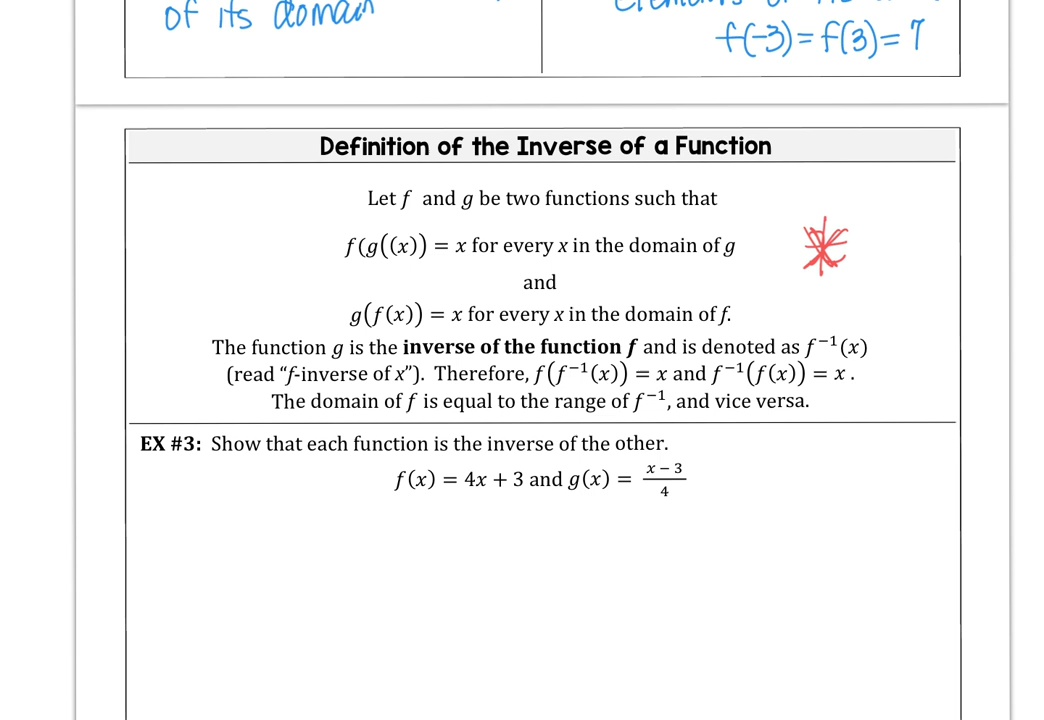 of its domain
f(-3) = f(3) = 7
Definition of the Inverse of a Function
Let f and g be two functions such that
f(g((x)) = x for every x in the domain of g
and
g(f(x)) = x for every x in the domain of f.
The function g is the inverse of the function f and is denoted as f⁻¹(x)
(read “f-inverse of x”). Therefore, f(f⁻¹(x)) = x and f⁻¹(f(x)) = x .
The domain of f is equal to the range of f⁻¹, and vice versa.
EX #3: Show that each function is the inverse of the other.
f(x) = 4x + 3 and g(x) = (x − 3)/4